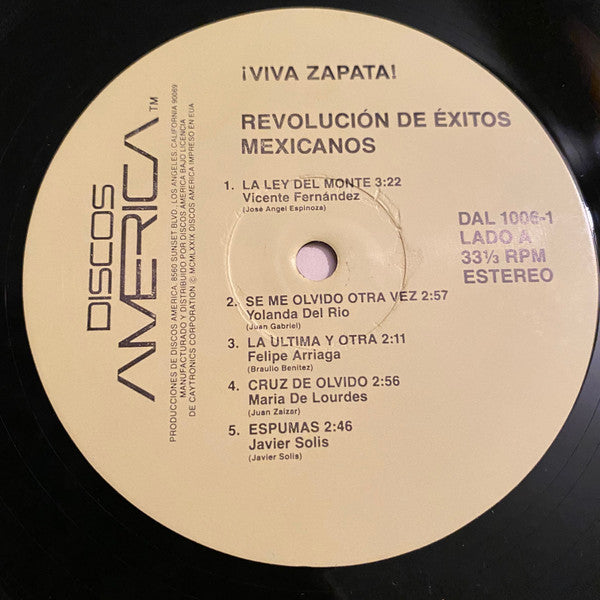 ¡VIVA ZAPATA!
REVOLUCIÓN DE ÉXITOS
MEXICANOS
1. LA LEY DEL MONTE 3:22
Vicente Fernández
(José Angel Espinoza)
DAL 1006-1
LADO A
33⅓ RPM
ESTEREO
2. SE ME OLVIDO OTRA VEZ 2:57
Yolanda Del Rio
(Juan Gabriel)
3. LA ULTIMA Y OTRA 2:11
Felipe Arriaga
(Braulio Benitez)
4. CRUZ DE OLVIDO 2:56
Maria De Lourdes
(Juan Zaizar)
5. ESPUMAS 2:46
Javier Solis
(Javier Solis)
DISCOS
AMERICA™
PRODUCCIONES DE DISCOS AMERICA, 8560 SUNSET BLVD., LOS ANGELES, CALIFORNIA 90069
MANUFACTURADO Y DISTRIBUIDO POR DISCOS AMERICA BAJO LICENCIA
DE CAYTRONICS CORPORATION © MCMLXXIX DISCOS AMERICA IMPRESO EN EUA